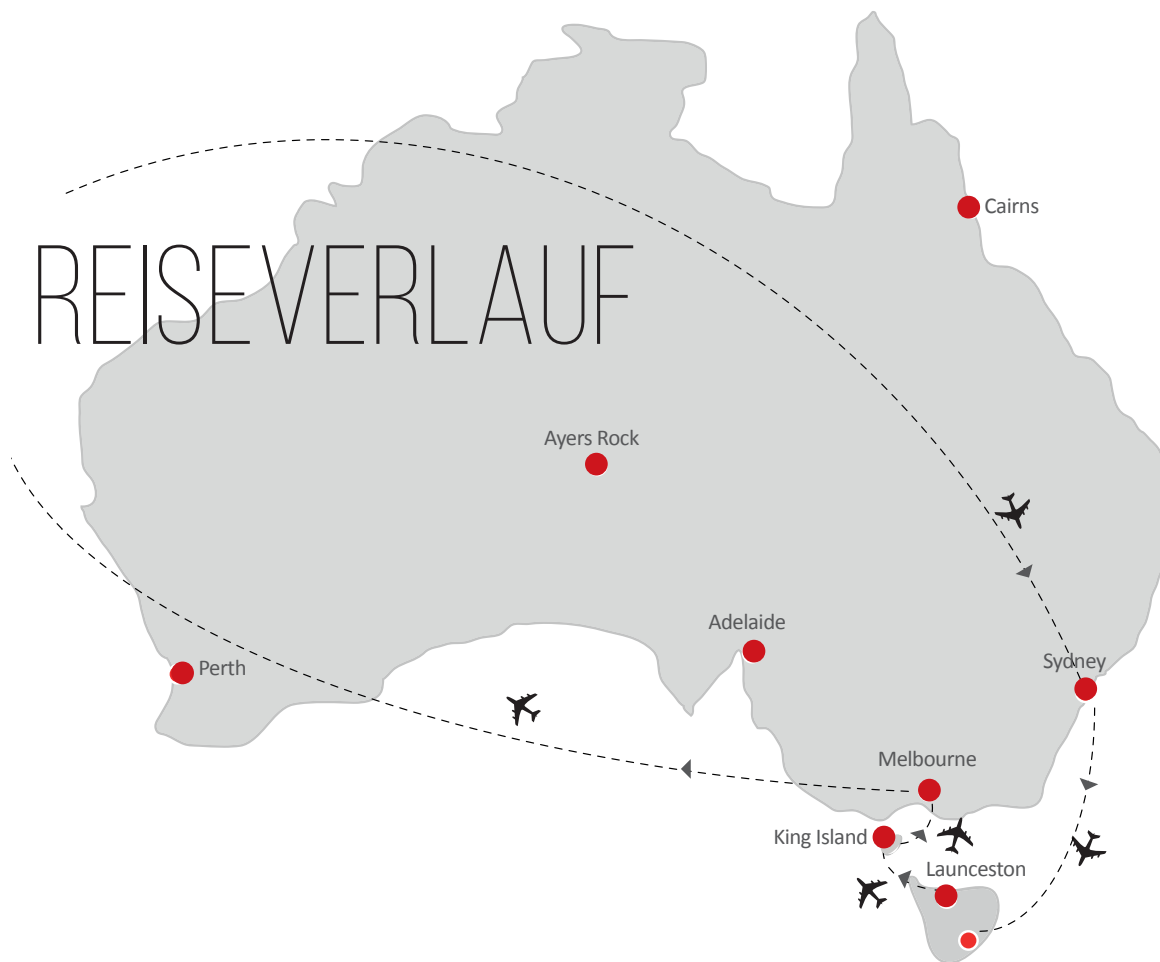 Cairns
REISEVERLAUF
Ayers Rock
Adelaide
Sydney
Perth
Melbourne
King Island
Launceston